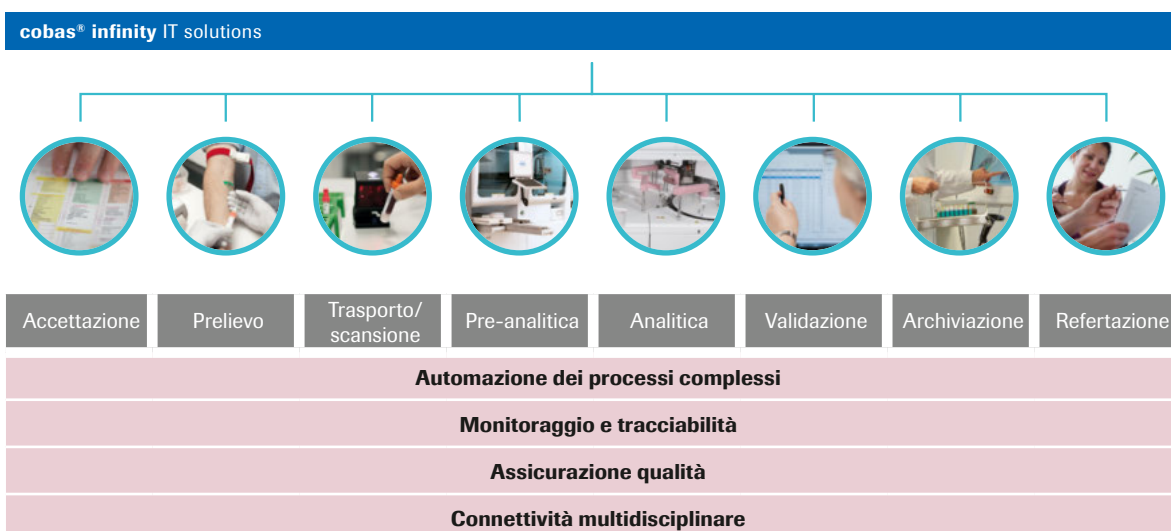 cobas® infinity IT solutions
Accettazione
Prelievo
Trasporto/
scansione
Pre-analitica
Analitica
Validazione
Archiviazione
Refertazione
Automazione dei processi complessi
Monitoraggio e tracciabilità
Assicurazione qualità
Connettività multidisciplinare